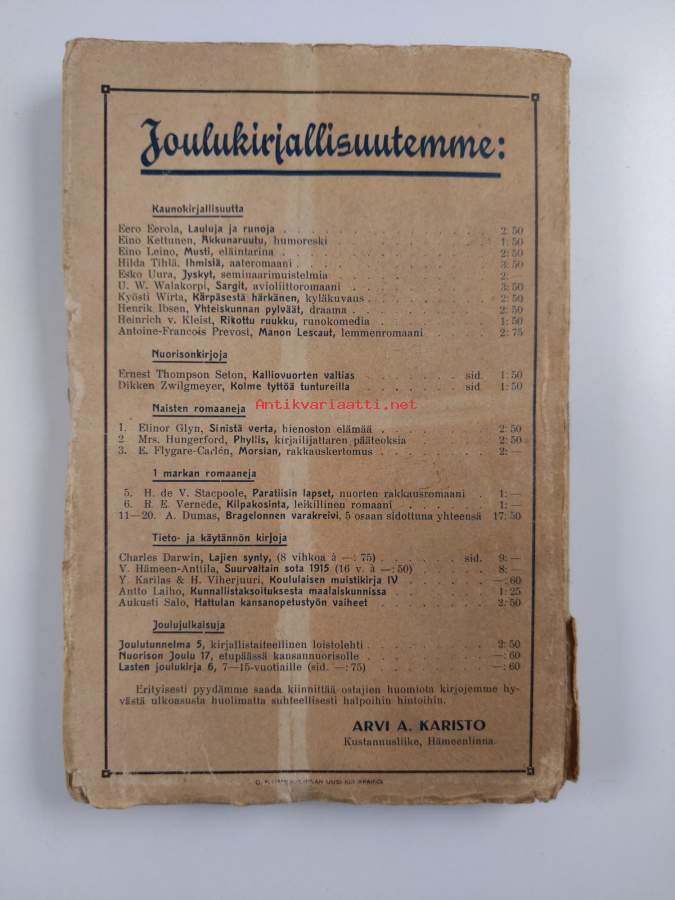 Joulukirjallisuutemme:
Kaunokirjallisuutta
Eero Eerola, Lauluja ja runoja . . . 2: 50
Eino Kettunen, Akkunaruutu, humoreski . . . 1: 50
Eino Leino, Musti, eläintarina . . . 2: 50
Hilda Tihlä, Ihmisiä, aateromaani . . . 3: 50
Esko Uura, Jyskyt, seminaarimuistelmia 2: —
U. W. Walakorpi, Sargit, avioliittoromaani . . . 3: 50
Kyösti Wirta, Kärpäsestä härkänen, kyläkuvaus . . . 2: 50
Henrik Ibsen, Yhteiskunnan pylväät, draama . . . 2: 50
Heinrich v. Kleist, Rikottu ruukku, runokomedia . . . 1: 50
Antoine-Francois Prevost, Manon Lescaut, lemmenromaani . . . 2: 75
Nuorisonkirjoja
Ernest Thompson Seton, Kalliovuorten valtias . . . sid. 1: 50
Dikken Zwilgmeyer, Kolme tyttöä tuntureilla . . . sid 1: 50
Antikvariaatti.net
Naisten romaaneja
1. Elinor Glyn, Sinistä verta, hienoston elämää . . . 2: 50
2 Mrs. Hungerford, Phyllis, kirjailijattaren pääteoksia 2: 50
3. E. Flygare-Carlén, Morsian, rakkauskertomus . . . 2: —
1 markan romaaneja
5. H. de V. Stacpoole, Paratiisin lapset, nuorten rakkausromaani . 1: —
6. R. E. Vernède, Kilpakosinta, leikillinen romaani . . . 1: —
11—20. A. Dumas, Bragelonnen varakreivi, 5 osaan sidottuna yhteensä 17: 50
Tieto- ja käytännön kirjoja
Charles Darwin, Lajien synty, (8 vihkoa à —: 75) . . . sid. 9: —
V. Hämeen-Anttila, Suurvaltain sota 1915 (16 v. à —: 50) . . . 8: —
Y. Karilas & H. Viherjuuri, Koululaisen muistikirja IV . . . —: 60
Antto Laiho, Kunnallistaksoituksesta maalaiskunnissa . . . 1: 25
Aukusti Salo, Hattulan kansanopetustyön vaiheet . . . 2: 50
Joulujulkaisuja
Joulutunnelma 5, kirjallistaiteellinen loistolehti . . . 2: 50
Nuorison Joulu 17, etupäässä kansannuorisolle . . . —: 60
Lasten joulukirja 6, 7—15-vuotiaille (sid. —: 75) . . . —: 60
Erityisesti pyydämme saada kiinnittää ostajien huomiota kirjojemme hy-
västä ulkoasusta huolimatta suhteellisesti halpoihin hintoihin.
ARVI A. KARISTO
Kustannusliike, Hämeenlinna.
UUSI KIRJAPAINO